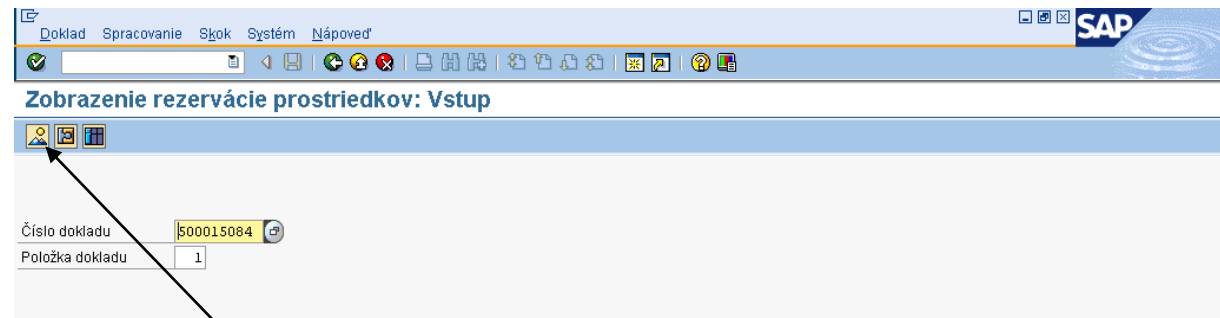 Doklad Spracovanie Skok Systém Nápoveď
SAP
Zobrazenie rezervácie prostriedkov: Vstup
Číslo dokladu 500015084
Položka dokladu 1